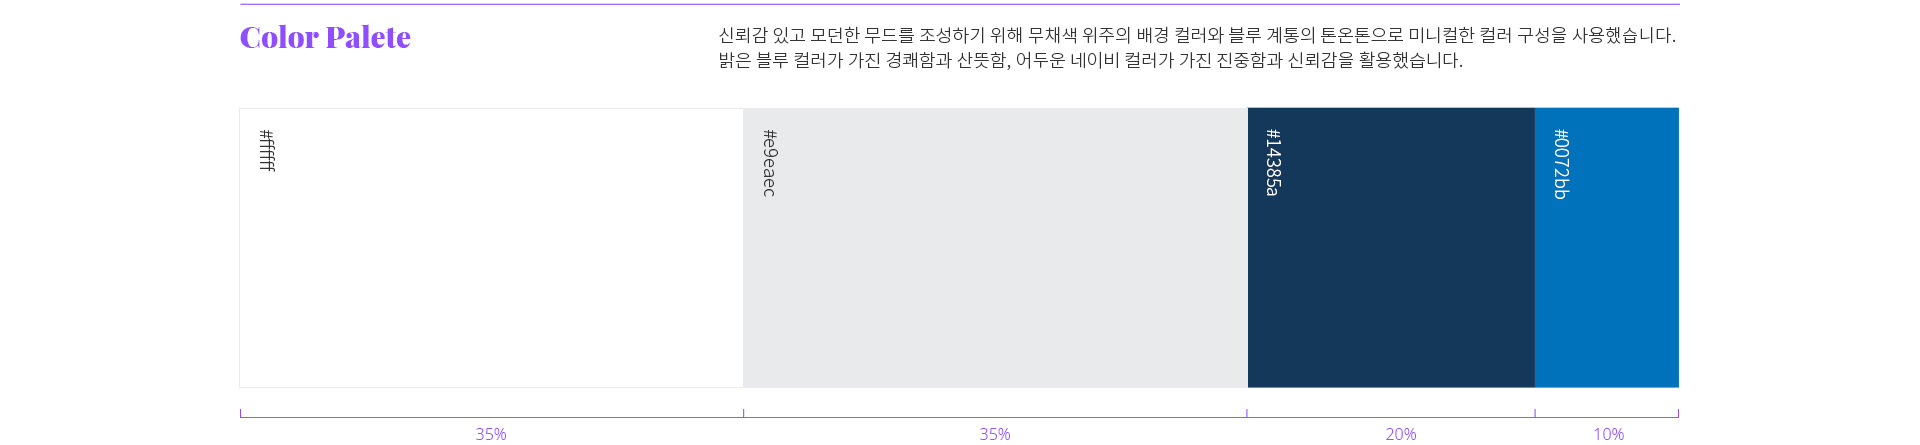 Color Palete
신뢰감 있고 모던한 무드를 조성하기 위해 무채색 위주의 배경 컬러와 블루 계통의 톤온톤으로 미니컬한 컬러 구성을 사용했습니다.
밝은 블루 컬러가 가진 경쾌함과 산뜻함, 어두운 네이비 컬러가 가진 진중함과 신뢰감을 활용했습니다.
#ffffff
#e9eaec
#14385a
#0072bb
35%
35%
20%
10%